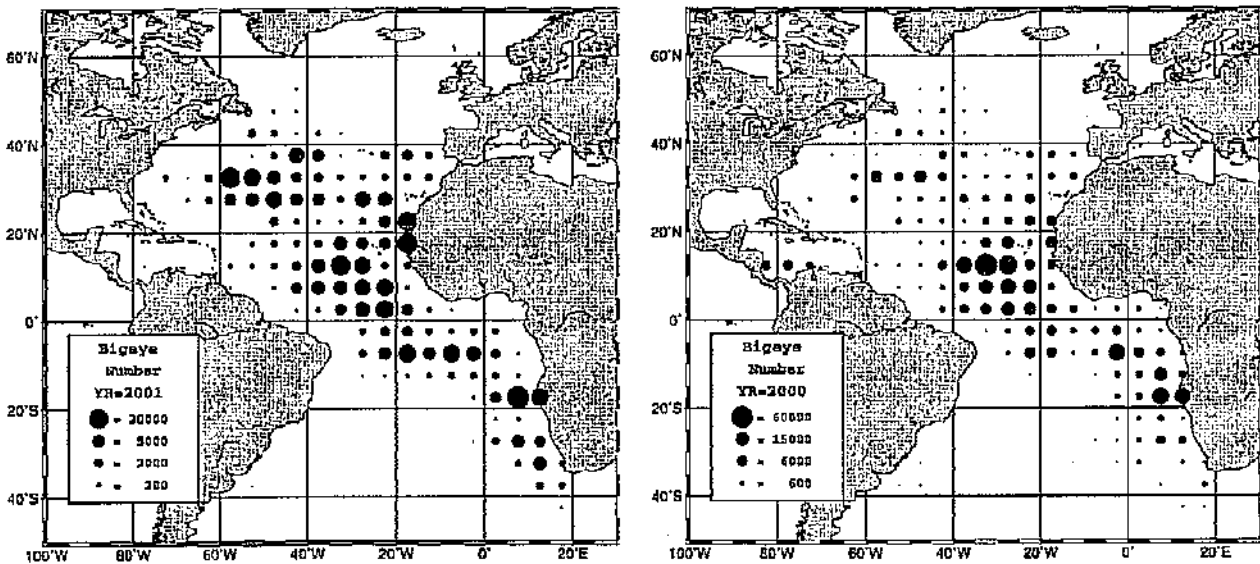 60°N
40°N
20°N
0°
20°S
40°S
Bigeye
Number
YR=2001
= 20000
= 5000
= 2000
= 200
100°W
80°W
60°W
40°W
20°W
0°
20°E
60°N
40°N
20°N
0°
20°S
40°S
Bigeye
Number
YR=2000
= 60000
= 15000
= 6000
= 600
100°W
80°W
60°W
40°W
20°W
0°
20°E